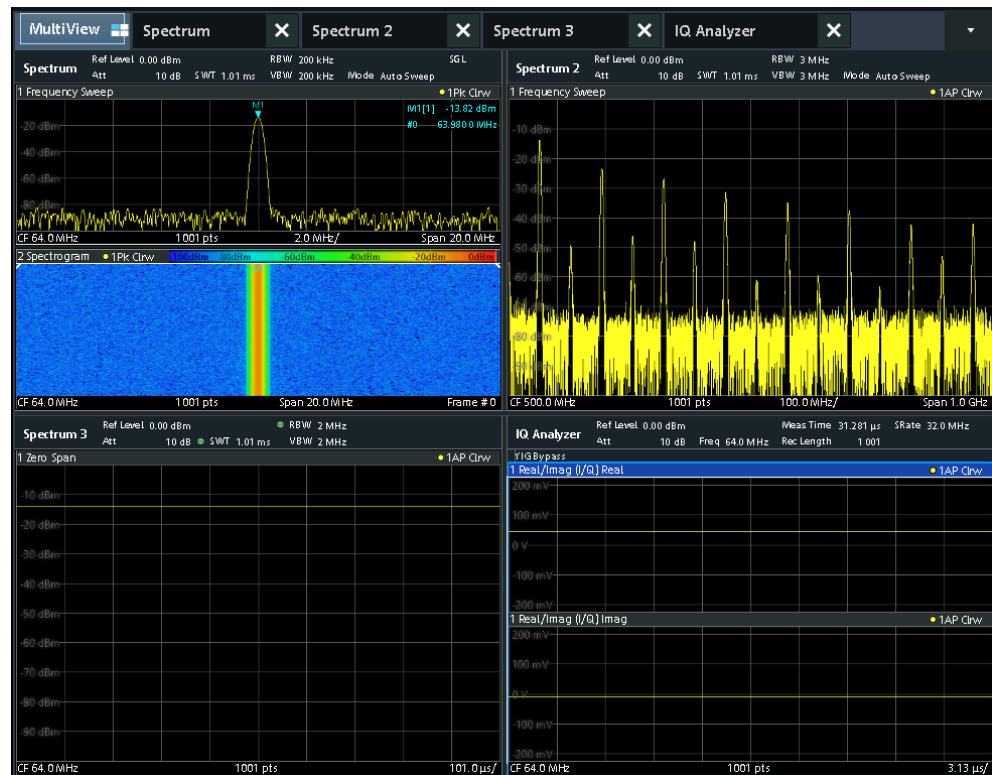 MultiView Spectrum Spectrum 2 Spectrum 3 IQ Analyzer
Spectrum Ref Level 0.00 dBm RBW 200 kHz SGL
Att 10 dB SWT 1.01 ms VBW 200 kHz Mode Auto Sweep
1 Frequency Sweep 1Pk Clrw
M1[1] -13.82 dBm
#0 63.9800 MHz
M1
-20 dBm
-40 dBm
-60 dBm
-80 dBm
CF 64.0 MHz 1001 pts 2.0 MHz/ Span 20.0 MHz
2 Spectrogram 1Pk Clrw -100dBm -80dBm -60dBm -40dBm -20dBm 0dBm
CF 64.0 MHz 1001 pts Span 20.0 MHz Frame # 0
Spectrum 2 Ref Level 0.00 dBm RBW 3 MHz
Att 10 dB SWT 1.01 ms VBW 3 MHz Mode Auto Sweep
1 Frequency Sweep 1AP Clrw
-10 dBm
-20 dBm
-30 dBm
-40 dBm
-50 dBm
-60 dBm
-80 dBm
CF 500.0 MHz 1001 pts 100.0 MHz/ Span 1.0 GHz
Spectrum 3 Ref Level 0.00 dBm RBW 2 MHz
Att 10 dB SWT 1.01 ms VBW 2 MHz
1 Zero Span 1AP Clrw
-10 dBm
-20 dBm
-30 dBm
-40 dBm
-50 dBm
-60 dBm
-70 dBm
-80 dBm
-90 dBm
CF 64.0 MHz 1001 pts 101.0 µs/
IQ Analyzer Ref Level 0.00 dBm Meas Time 31.281 µs SRate 32.0 MHz
Att 10 dB Freq 64.0 MHz Rec Length 1 001
YIG Bypass
1 Real/Imag (I/Q) Real 1AP Clrw
200 mV
100 mV
0 V
-100 mV
-200 mV
1 Real/Imag (I/Q) Imag 1AP Clrw
200 mV
100 mV
0 V
-100 mV
-200 mV
CF 64.0 MHz 1001 pts 3.13 µs/